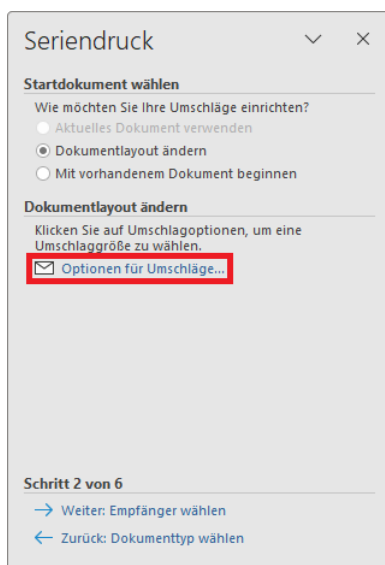 Seriendruck
Startdokument wählen
Wie möchten Sie Ihre Umschläge einrichten?
Aktuelles Dokument verwenden
Dokumentlayout ändern
Mit vorhandenem Dokument beginnen
Dokumentlayout ändern
Klicken Sie auf Umschlagoptionen, um eine
Umschlaggröße zu wählen.
Optionen für Umschläge...
Schritt 2 von 6
Weiter: Empfänger wählen
Zurück: Dokumenttyp wählen